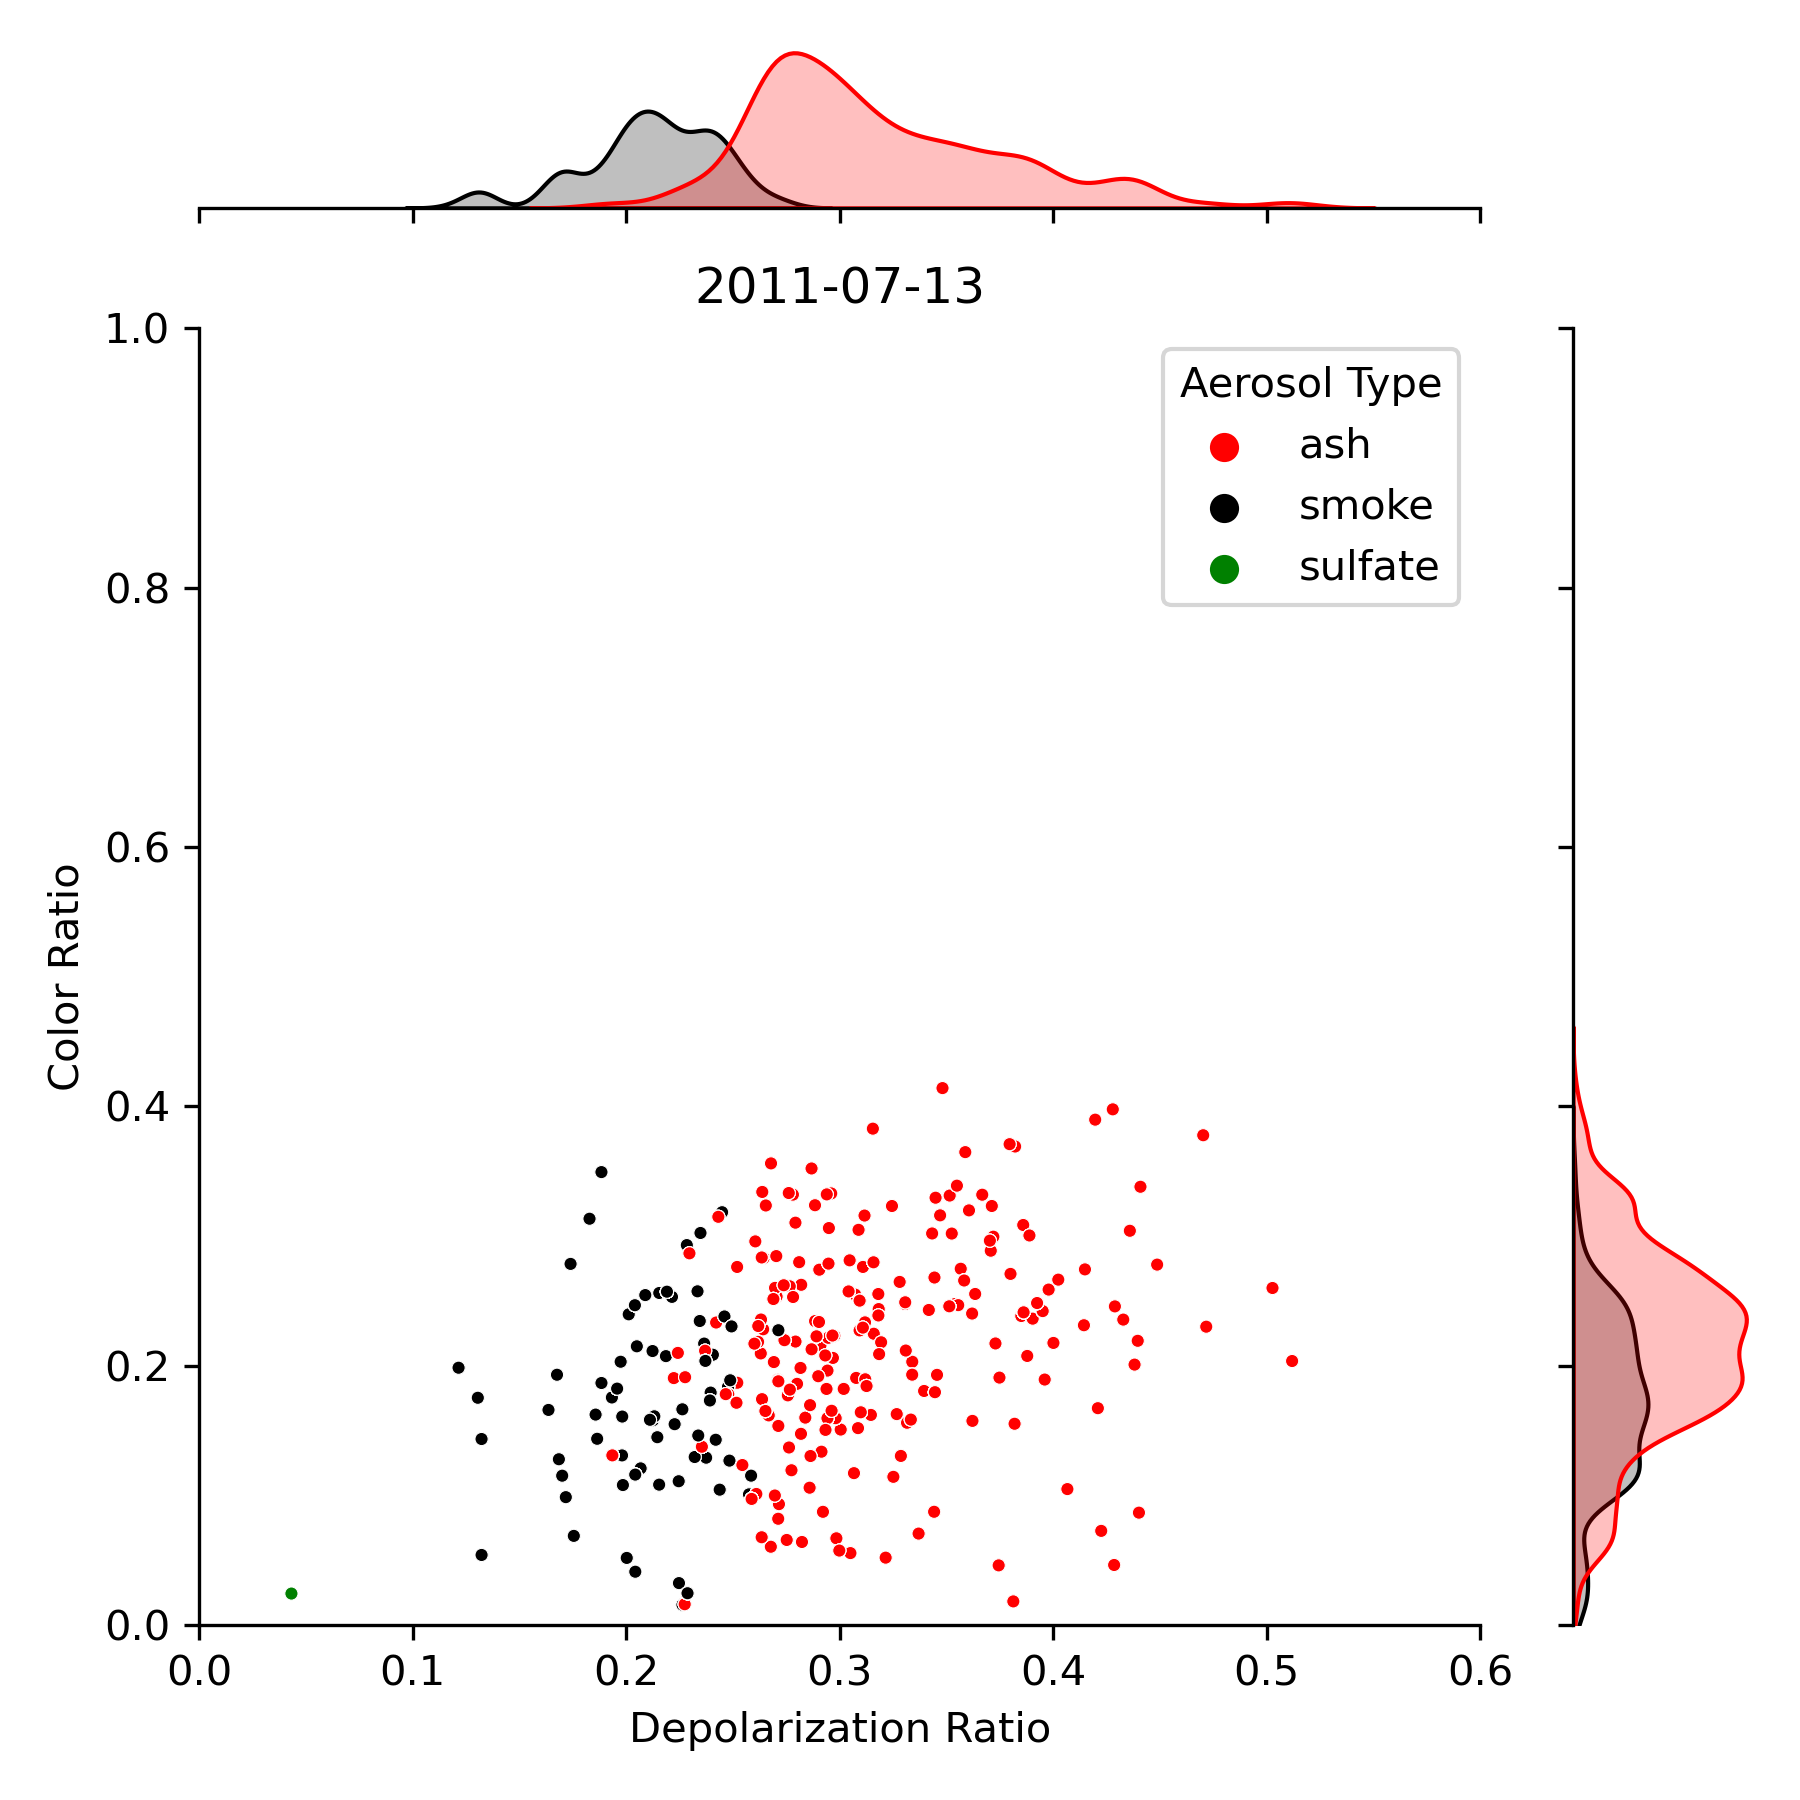 2011-07-13
1.0
Aerosol Type
ash
smoke
sulfate
0.8
0.6
Color Ratio
0.4
0.2
0.0
0.0 0.1 0.2 0.3 0.4 0.5 0.6
Depolarization Ratio